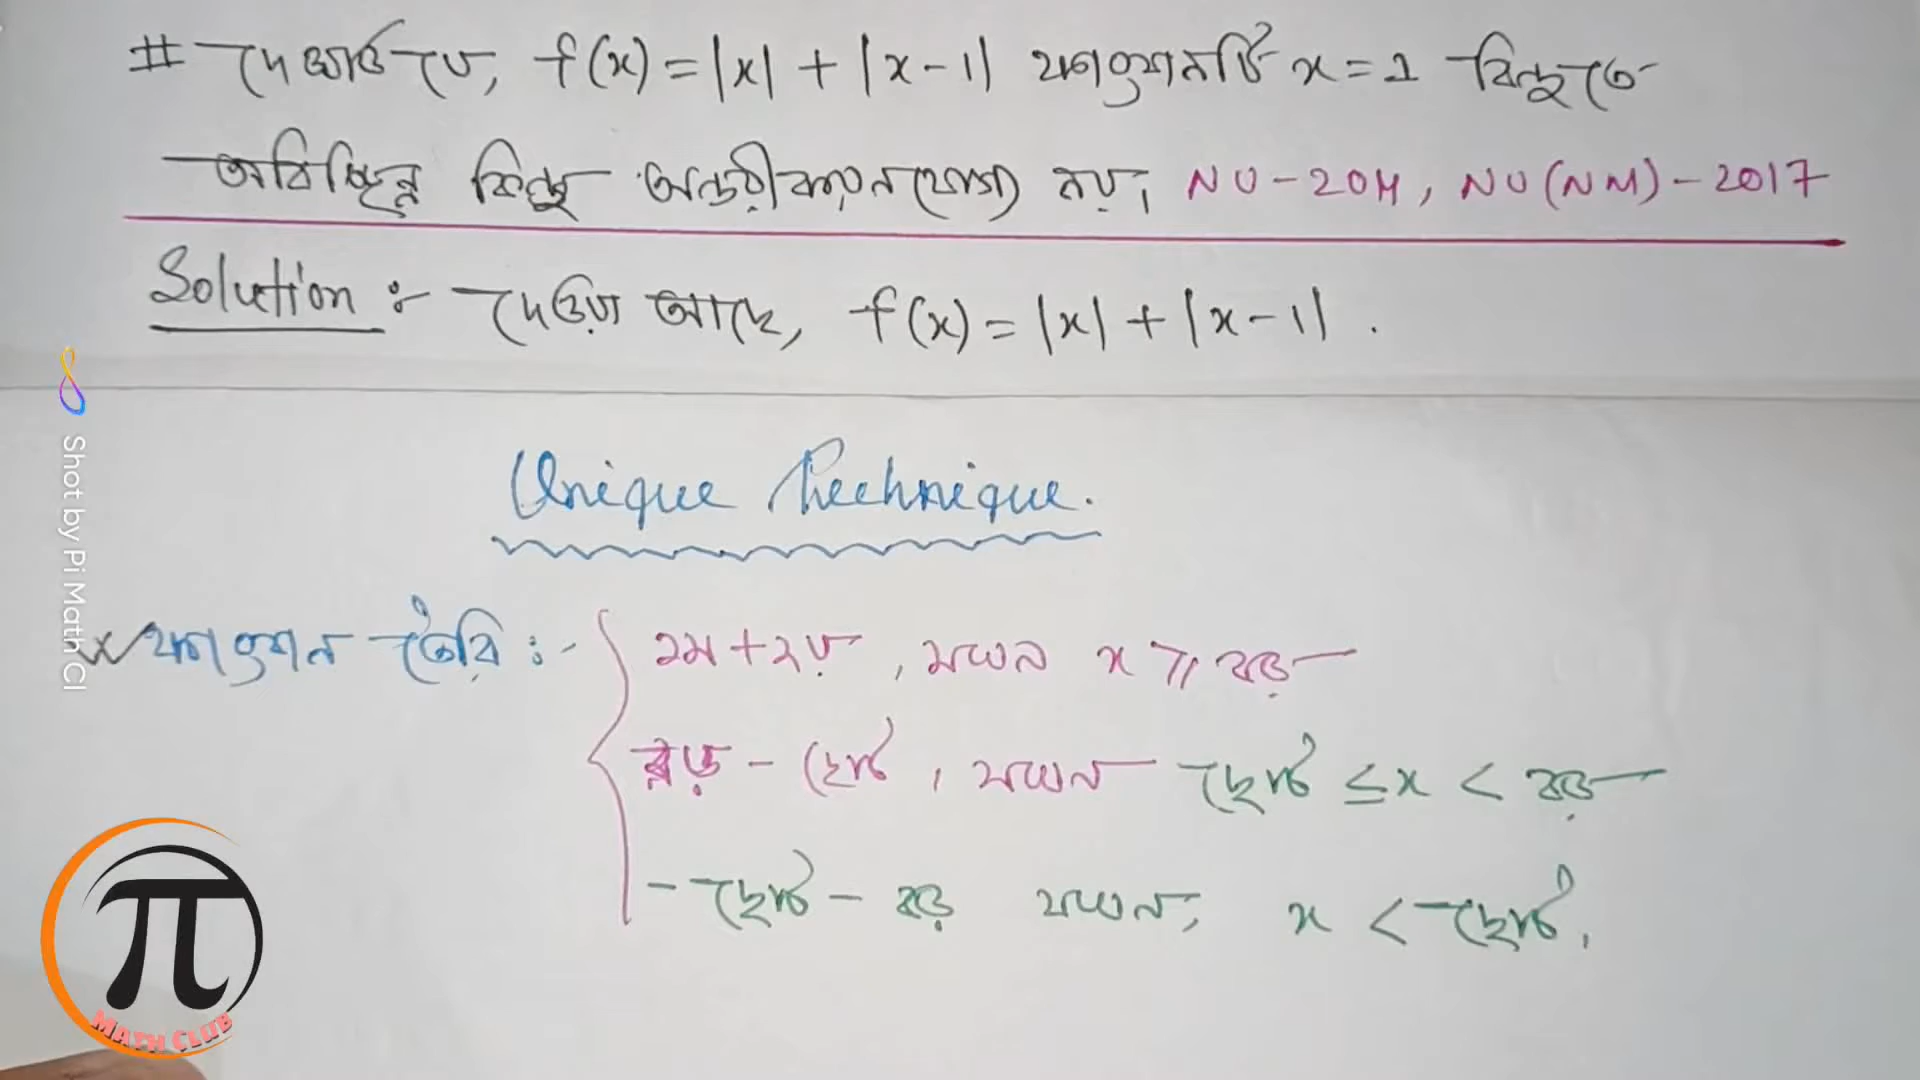 # দেখাও যে, f(x) = |x| + |x - 1| ফাংশনটি x = 1 বিন্দুতে
অবিচ্ছিন্ন কিন্তু অন্তরীকরণযোগ্য নয়। NU - 2014, NU(NM) - 2017
Solution :- দেওয়া আছে, f(x) = |x| + |x - 1| .
Unique Technique.
ফাংশন তৈরি :- { ১ম + ২য় , যখন x ≥ বড়
বড় - ছোট , যখন ছোট ≤ x < বড়
- ছোট - বড় যখন, x < ছোট,
Shot by Pi Math Cl
π
MATH CLUB